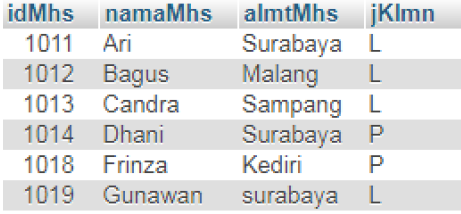 idMhs namaMhs almtMhs jKlmn
1011 Ari Surabaya L
1012 Bagus Malang L
1013 Candra Sampang L
1014 Dhani Surabaya P
1018 Frinza Kediri P
1019 Gunawan surabaya L